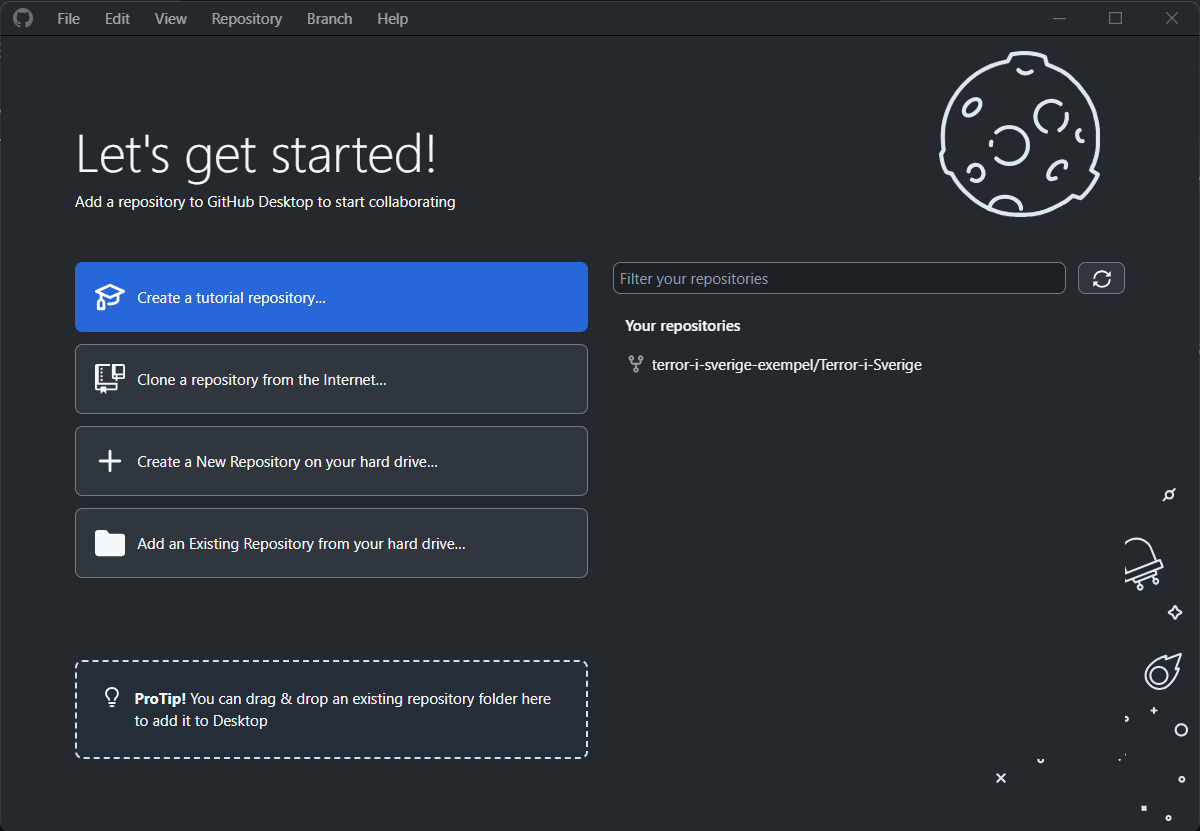 File Edit View Repository Branch Help
Let's get started!
Add a repository to GitHub Desktop to start collaborating
Create a tutorial repository...
Clone a repository from the Internet...
Create a New Repository on your hard drive...
Add an Existing Repository from your hard drive...
ProTip! You can drag & drop an existing repository folder here
to add it to Desktop
Filter your repositories
Your repositories
terror-i-sverige-exempel/Terror-i-Sverige